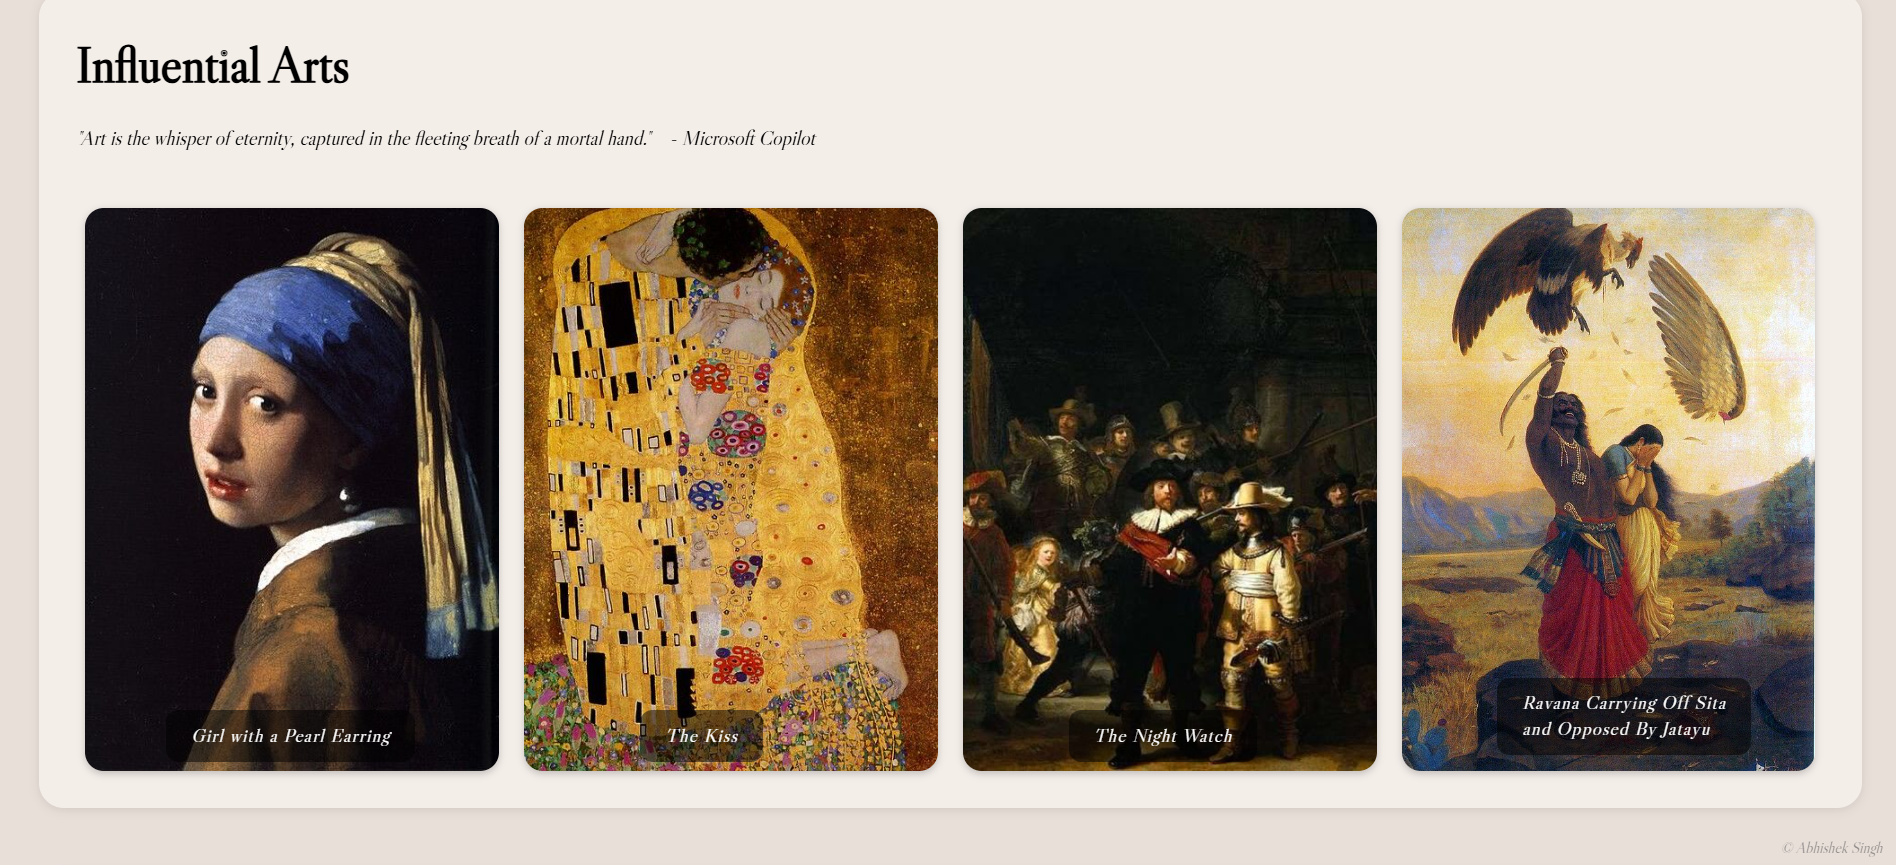 Influential Arts
"Art is the whisper of eternity, captured in the fleeting breath of a mortal hand." - Microsoft Copilot
Girl with a Pearl Earring
The Kiss
The Night Watch
Ravana Carrying Off Sita
and Opposed By Jatayu
© Abhishek Singh